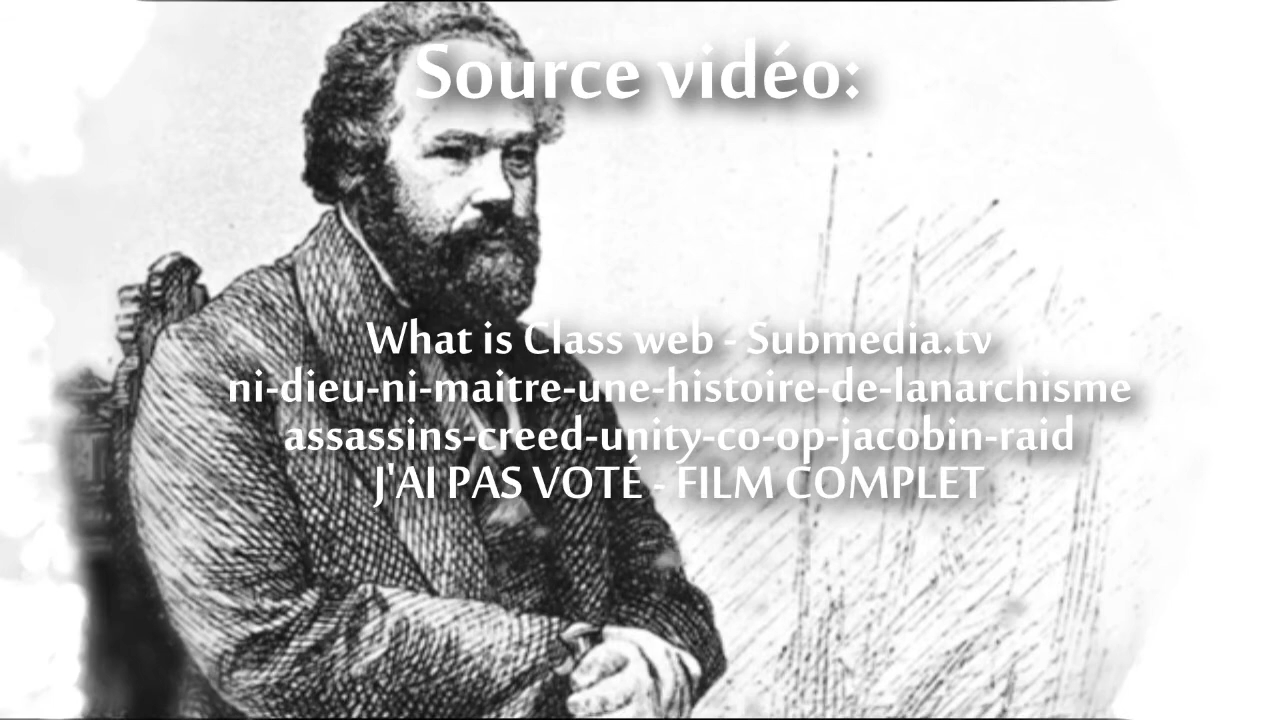 Source vidéo:
What is Class web - Submedia.tv
ni-dieu-ni-maitre-une-histoire-de-lanarchisme
assassins-creed-unity-co-op-jacobin-raid
J'AI PAS VOTÉ - FILM COMPLET